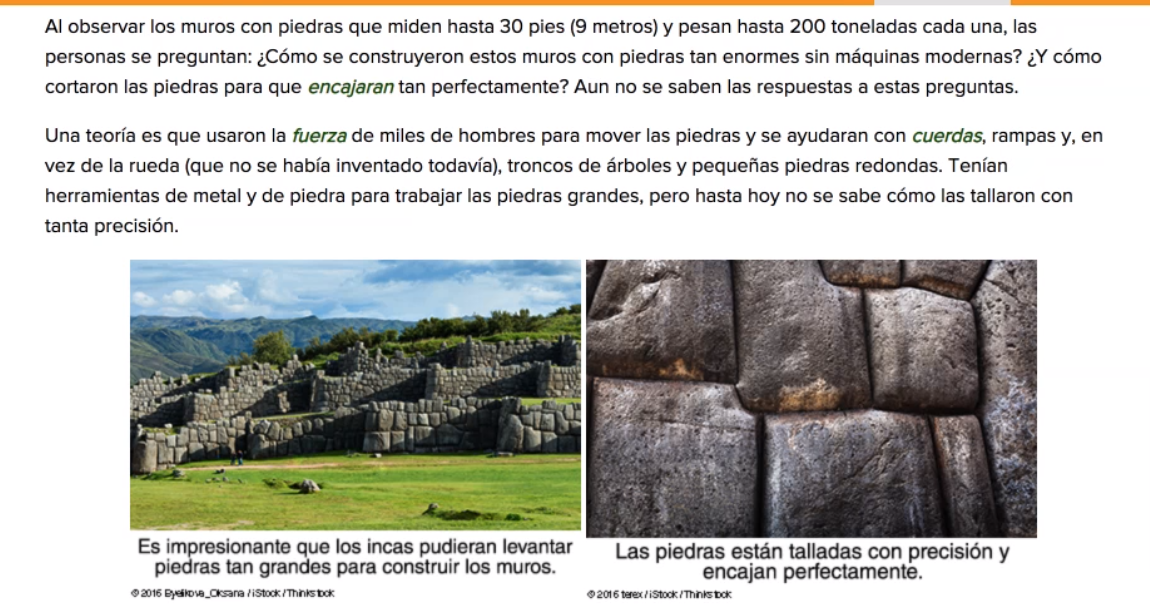 Al observar los muros con piedras que miden hasta 30 pies (9 metros) y pesan hasta 200 toneladas cada una, las
personas se preguntan: ¿Cómo se construyeron estos muros con piedras tan enormes sin máquinas modernas? ¿Y cómo
cortaron las piedras para que encajaran tan perfectamente? Aun no se saben las respuestas a estas preguntas.
Una teoría es que usaron la fuerza de miles de hombres para mover las piedras y se ayudaran con cuerdas, rampas y, en
vez de la rueda (que no se había inventado todavía), troncos de árboles y pequeñas piedras redondas. Tenían
herramientas de metal y de piedra para trabajar las piedras grandes, pero hasta hoy no se sabe cómo las tallaron con
tanta precisión.
Es impresionante que los incas pudieran levantar
piedras tan grandes para construir los muros.
© 2016 Byelikova_Oksana / iStock / Thinkstock
Las piedras están talladas con precisión y
encajan perfectamente.
© 2016 terex / iStock / Thinkstock